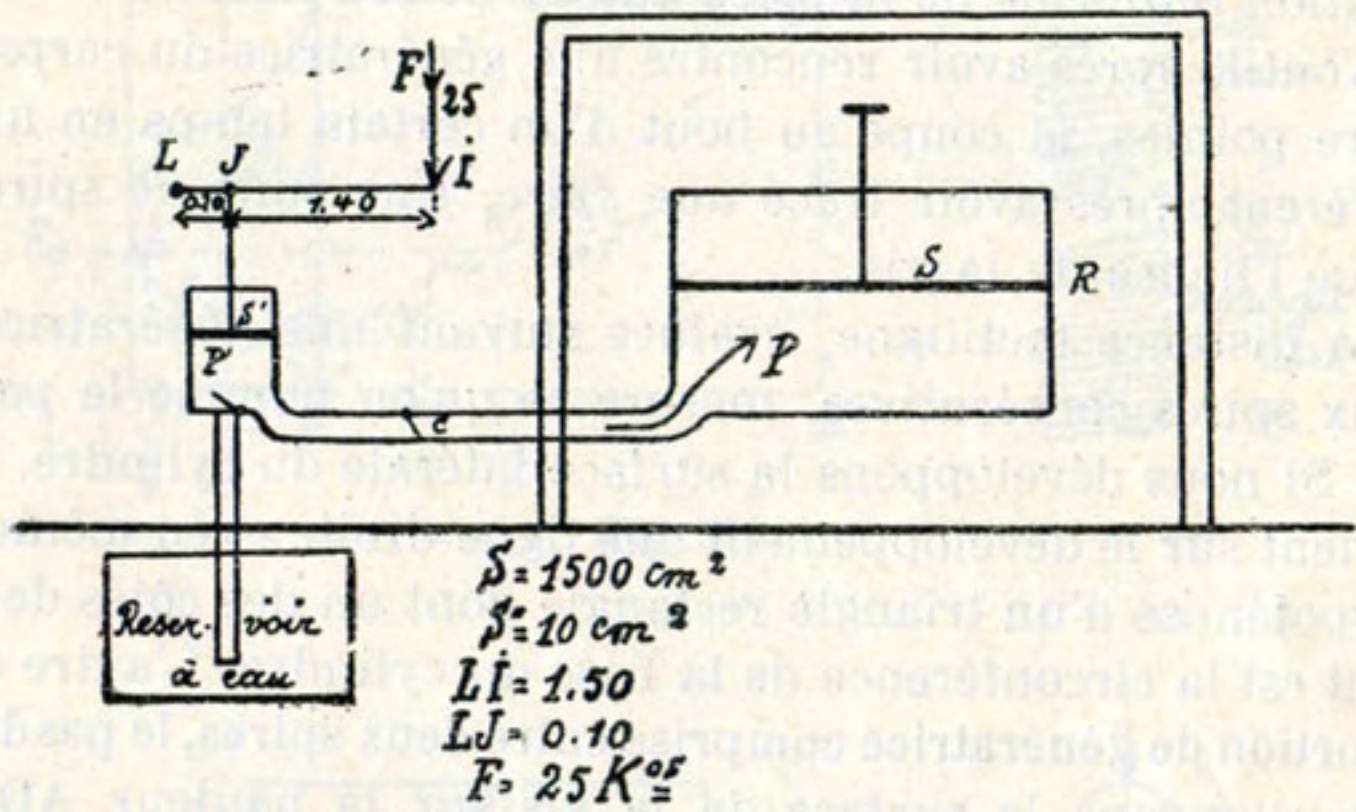 F
25
L J İ
0.10 1.40
S'
S R
P'
P
c
Reser- voir
à eau
S = 1500 cm²
S' = 10 cm²
Lİ = 1.50
LJ = 0.10
F = 25 Kos